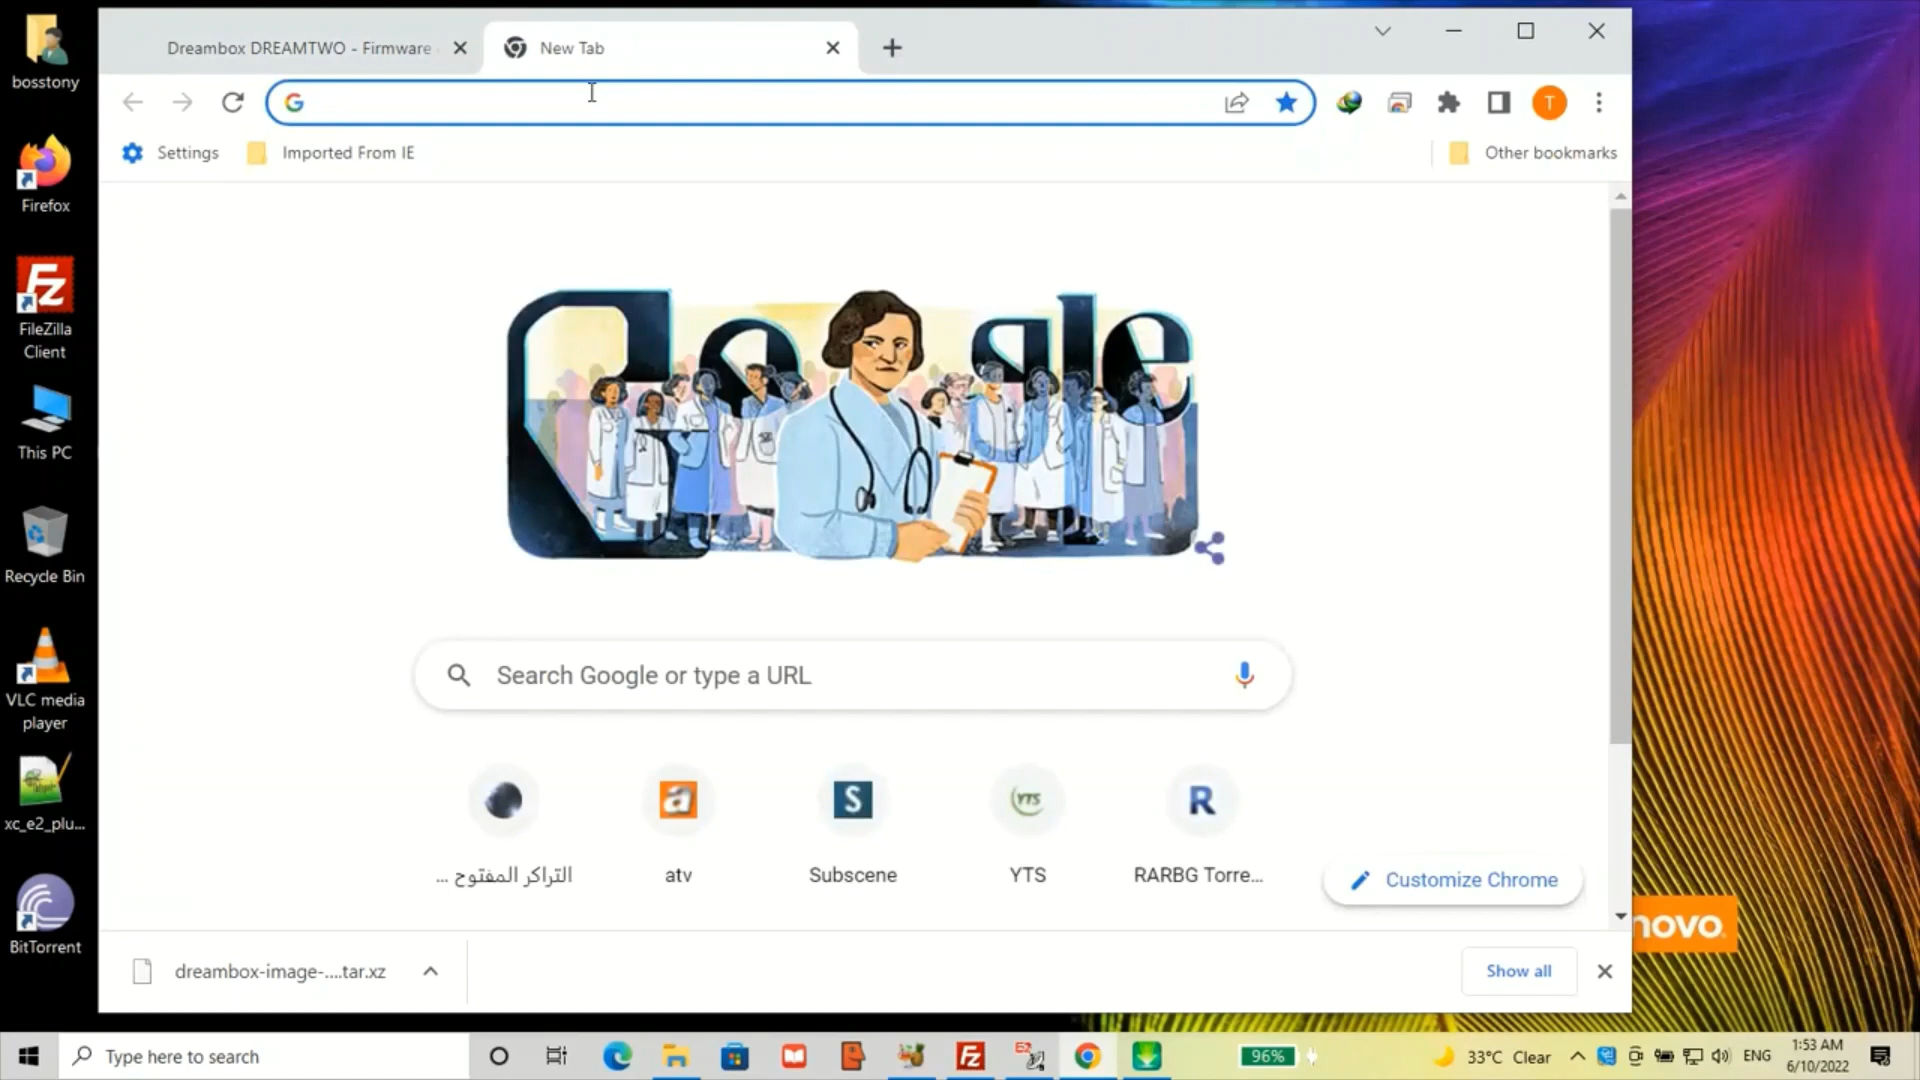 bosstony
Firefox
FileZilla
Client
This PC
Recycle Bin
VLC media
player
xc_e2_plu...
BitTorrent
Dreambox DREAMTWO - Firmware
New Tab
Settings
Imported From IE
Other bookmarks
Google
Search Google or type a URL
التراكر المفتوح ...
atv
Subscene
YTS
YTS
RARBG Torre...
Customize Chrome
novo.
dreambox-image-....tar.xz
Show all
Type here to search
96%
33°C Clear
ENG
1:53 AM
6/10/2022